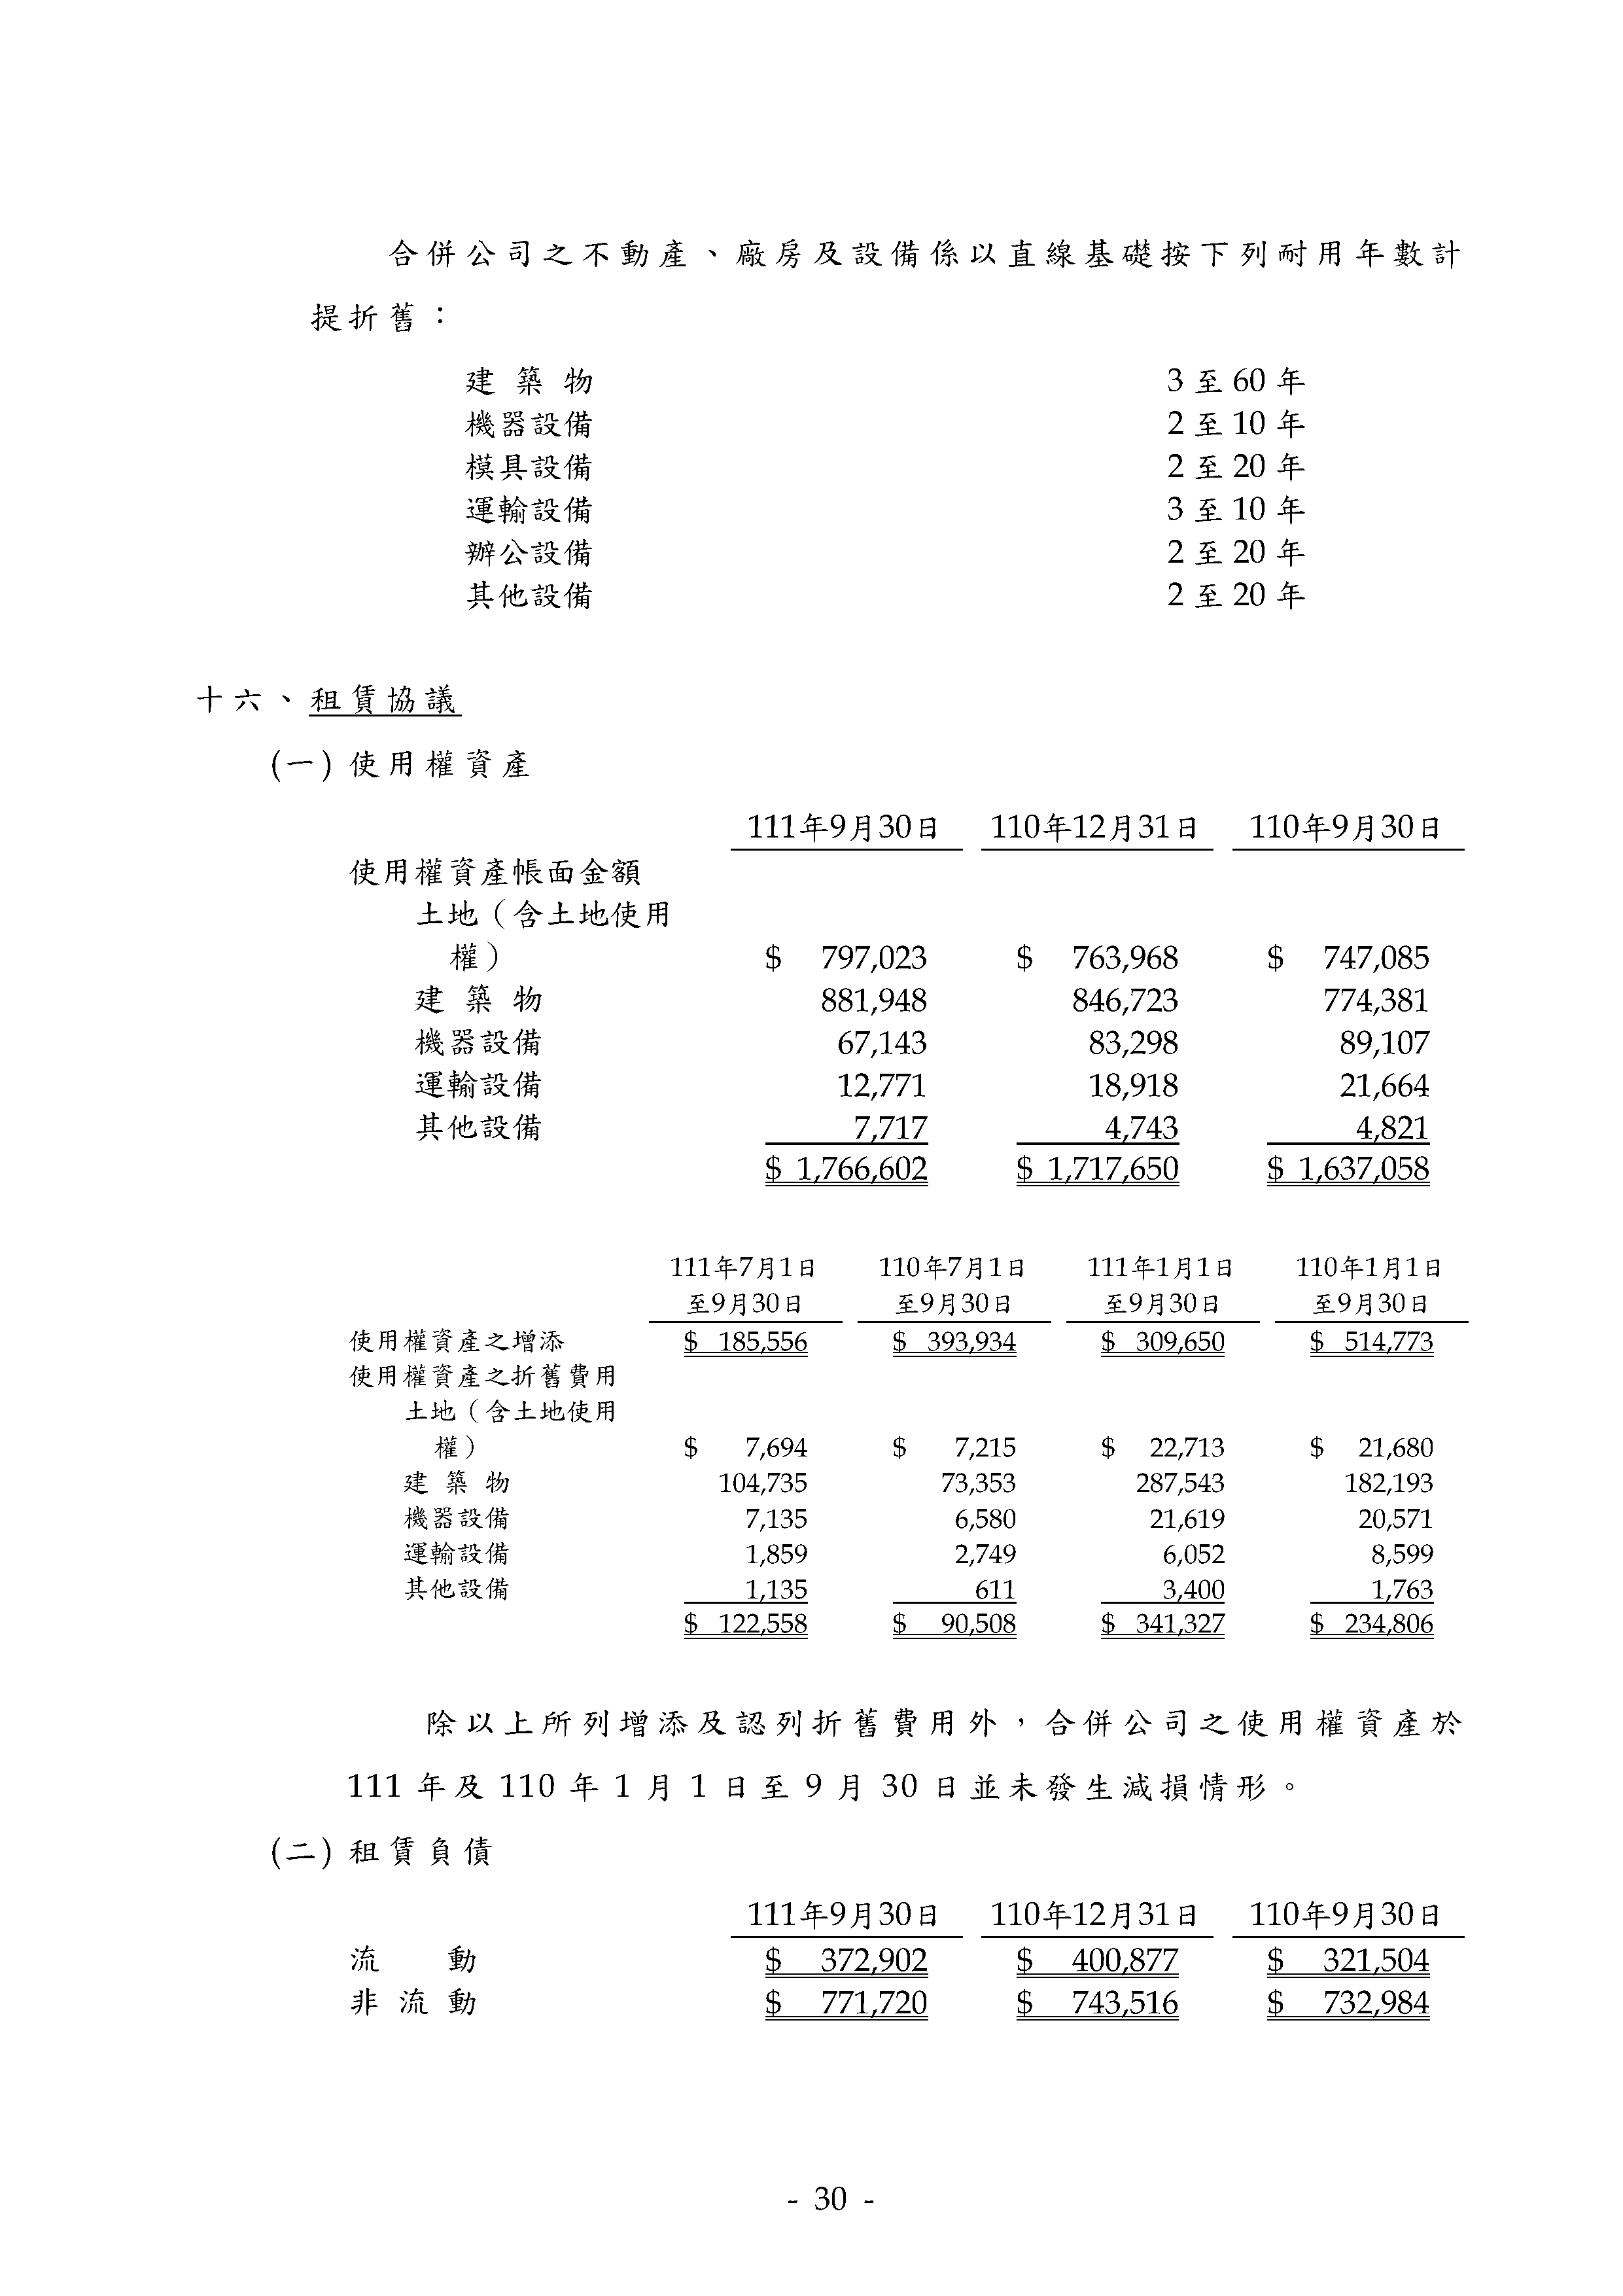 合併公司之不動產、廠房及設備係以直線基礎按下列耐用年數計
提折舊：
建築物 3 至 60 年
機器設備 2 至 10 年
模具設備 2 至 20 年
運輸設備 3 至 10 年
辦公設備 2 至 20 年
其他設備 2 至 20 年
十六、租賃協議
(一) 使用權資產
111年9月30日 110年12月31日 110年9月30日
使用權資產帳面金額
土地（含土地使用
權） $ 797,023 $ 763,968 $ 747,085
建築物 881,948 846,723 774,381
機器設備 67,143 83,298 89,107
運輸設備 12,771 18,918 21,664
其他設備 7,717 4,743 4,821
$ 1,766,602 $ 1,717,650 $ 1,637,058
111年7月1日 110年7月1日 111年1月1日 110年1月1日
至9月30日 至9月30日 至9月30日 至9月30日
使用權資產之增添 $ 185,556 $ 393,934 $ 309,650 $ 514,773
使用權資產之折舊費用
土地（含土地使用
權） $ 7,694 $ 7,215 $ 22,713 $ 21,680
建築物 104,735 73,353 287,543 182,193
機器設備 7,135 6,580 21,619 20,571
運輸設備 1,859 2,749 6,052 8,599
其他設備 1,135 611 3,400 1,763
$ 122,558 $ 90,508 $ 341,327 $ 234,806
除以上所列增添及認列折舊費用外，合併公司之使用權資產於
111 年及 110 年 1 月 1 日至 9 月 30 日並未發生減損情形。
(二) 租賃負債
111年9月30日 110年12月31日 110年9月30日
流動 $ 372,902 $ 400,877 $ 321,504
非流動 $ 771,720 $ 743,516 $ 732,984
- 30 -